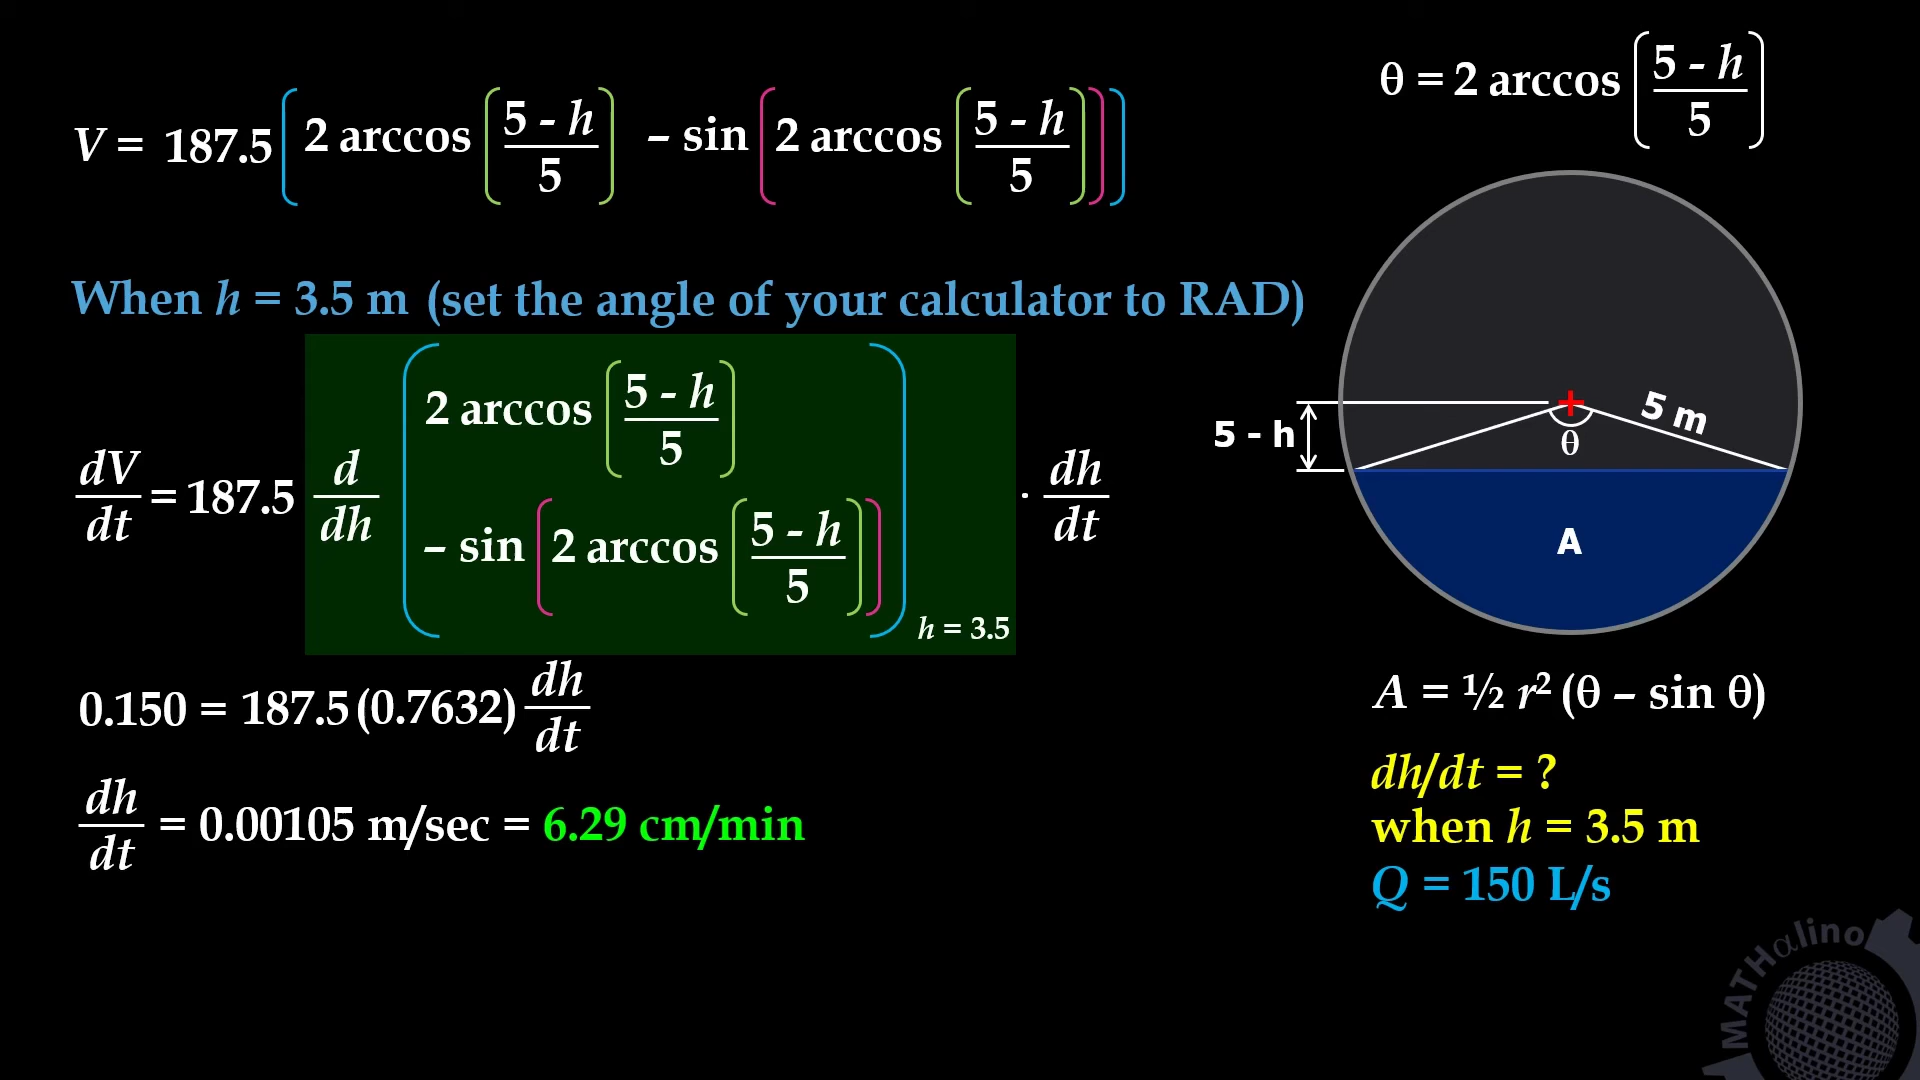 V = 187.5 ( 2 arccos ( (5 - h)/5 ) – sin ( 2 arccos ( (5 - h)/5 ) ) )
θ = 2 arccos ( (5 - h)/5 )
When h = 3.5 m (set the angle of your calculator to RAD)
dV/dt = 187.5 d/dh ( 2 arccos ( (5 - h)/5 )
– sin ( 2 arccos ( (5 - h)/5 ) ) ) h = 3.5 · dh/dt
5 - h
5 m
θ
A
0.150 = 187.5 (0.7632) dh/dt
dh/dt = 0.00105 m/sec = 6.29 cm/min
A = ½ r² (θ – sin θ)
dh/dt = ?
when h = 3.5 m
Q = 150 L/s
MATHalino